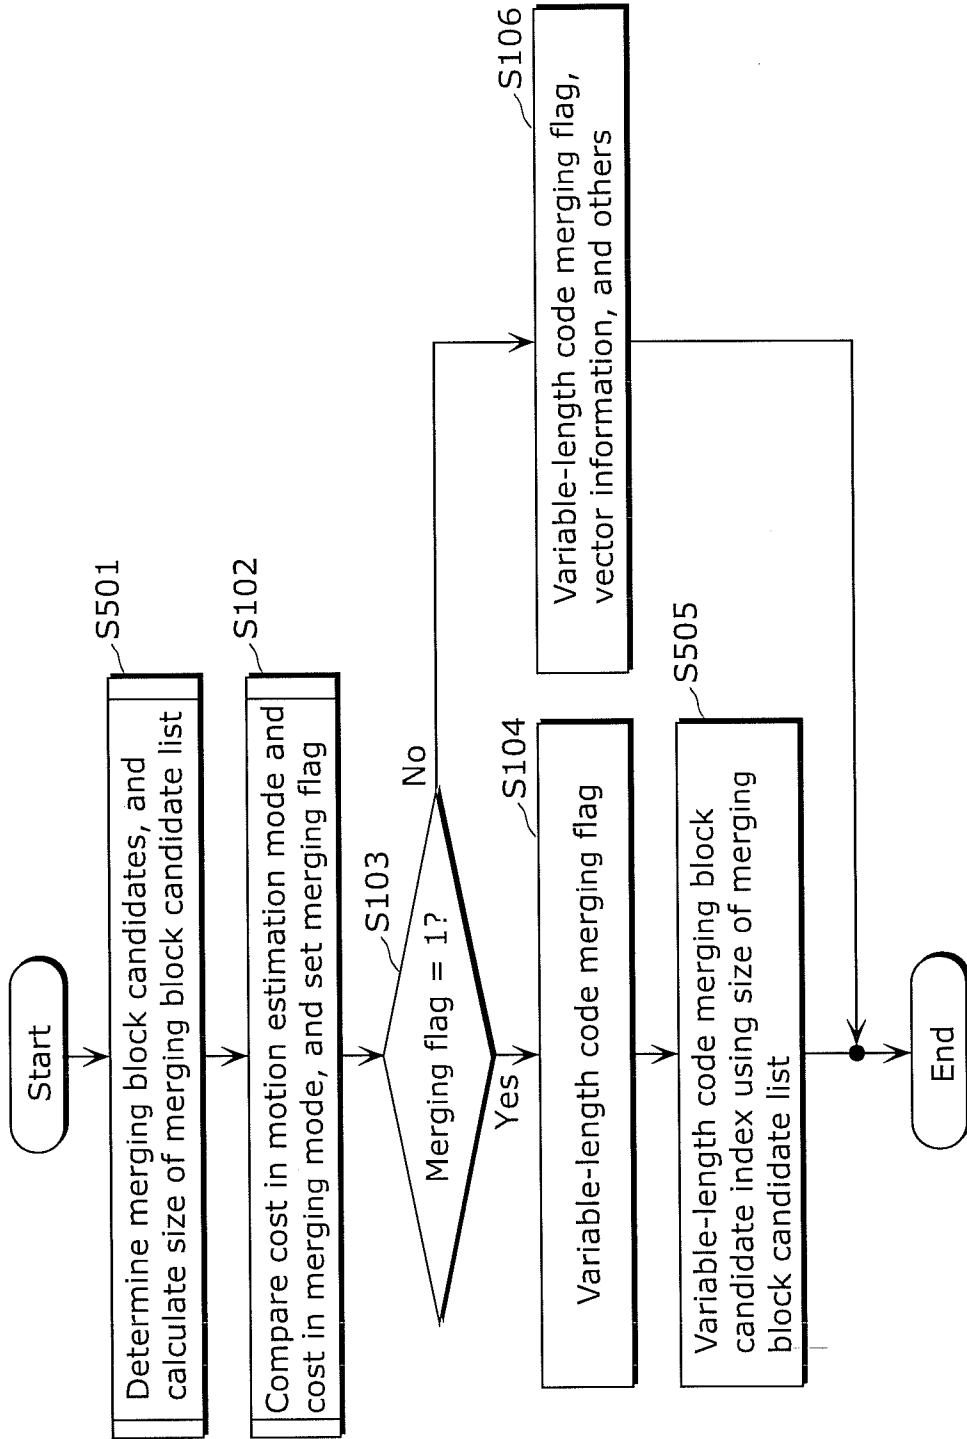 Start
S501
Determine merging block candidates, and
calculate size of merging block candidate list
S102
Compare cost in motion estimation mode and
cost in merging mode, and set merging flag
S103
Merging flag = 1?
No
Yes
S104
Variable-length code merging flag
S106
Variable-length code merging flag,
vector information, and others
S505
Variable-length code merging block
candidate index using size of merging
block candidate list
End